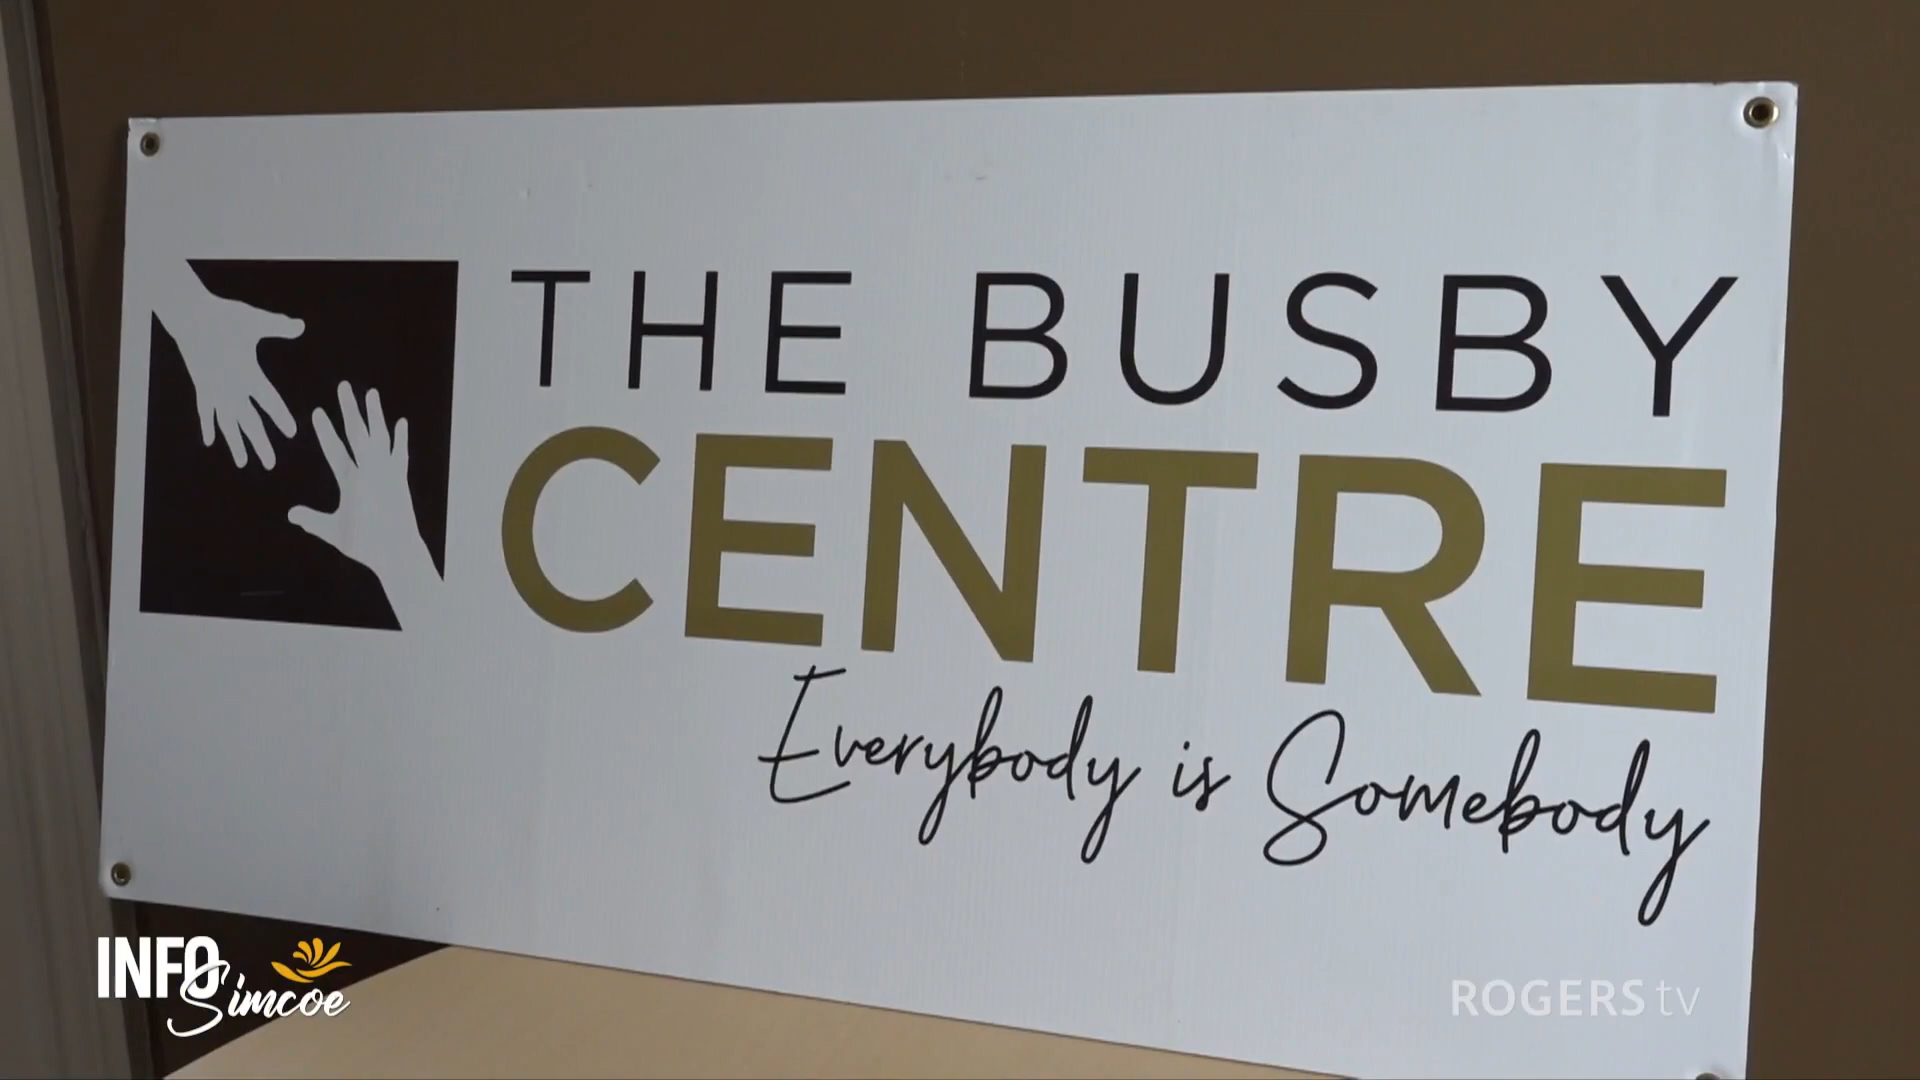 THE BUSBY
CENTRE
Everybody is Somebody
INFO
Simcoe
ROGERS tv